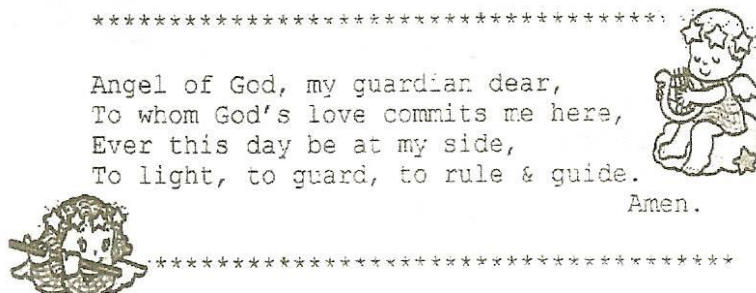 **************************************
Angel of God, my guardian dear,
To whom God's love commits me here,
Ever this day be at my side,
To light, to guard, to rule & guide.
Amen.
**************************************